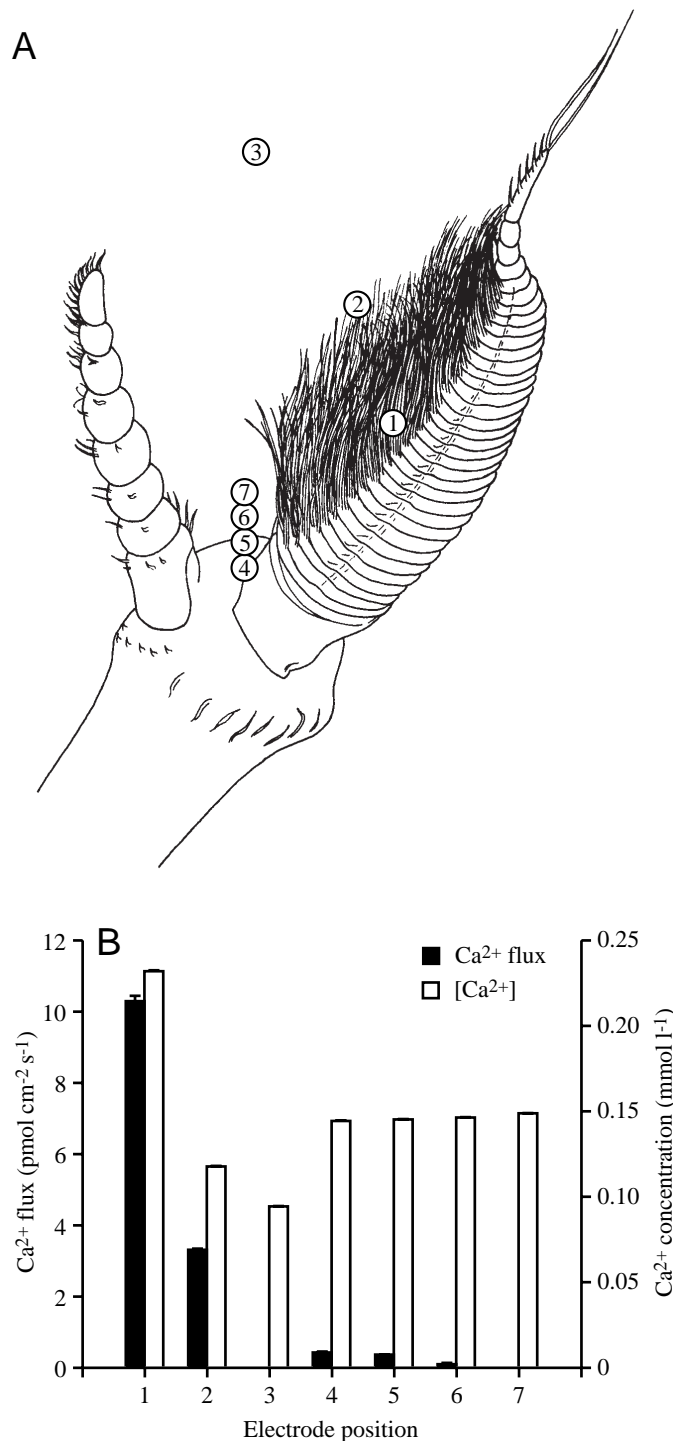 A
3
2
1
7
6
5
4
B
Ca²⁺ flux
[Ca²⁺]
12
10
8
6
4
2
0
0.25
0.20
0.15
0.10
0.05
0
Ca²⁺ flux (pmol cm⁻² s⁻¹)
Ca²⁺ concentration (mmol l⁻¹)
1 2 3 4 5 6 7
Electrode position